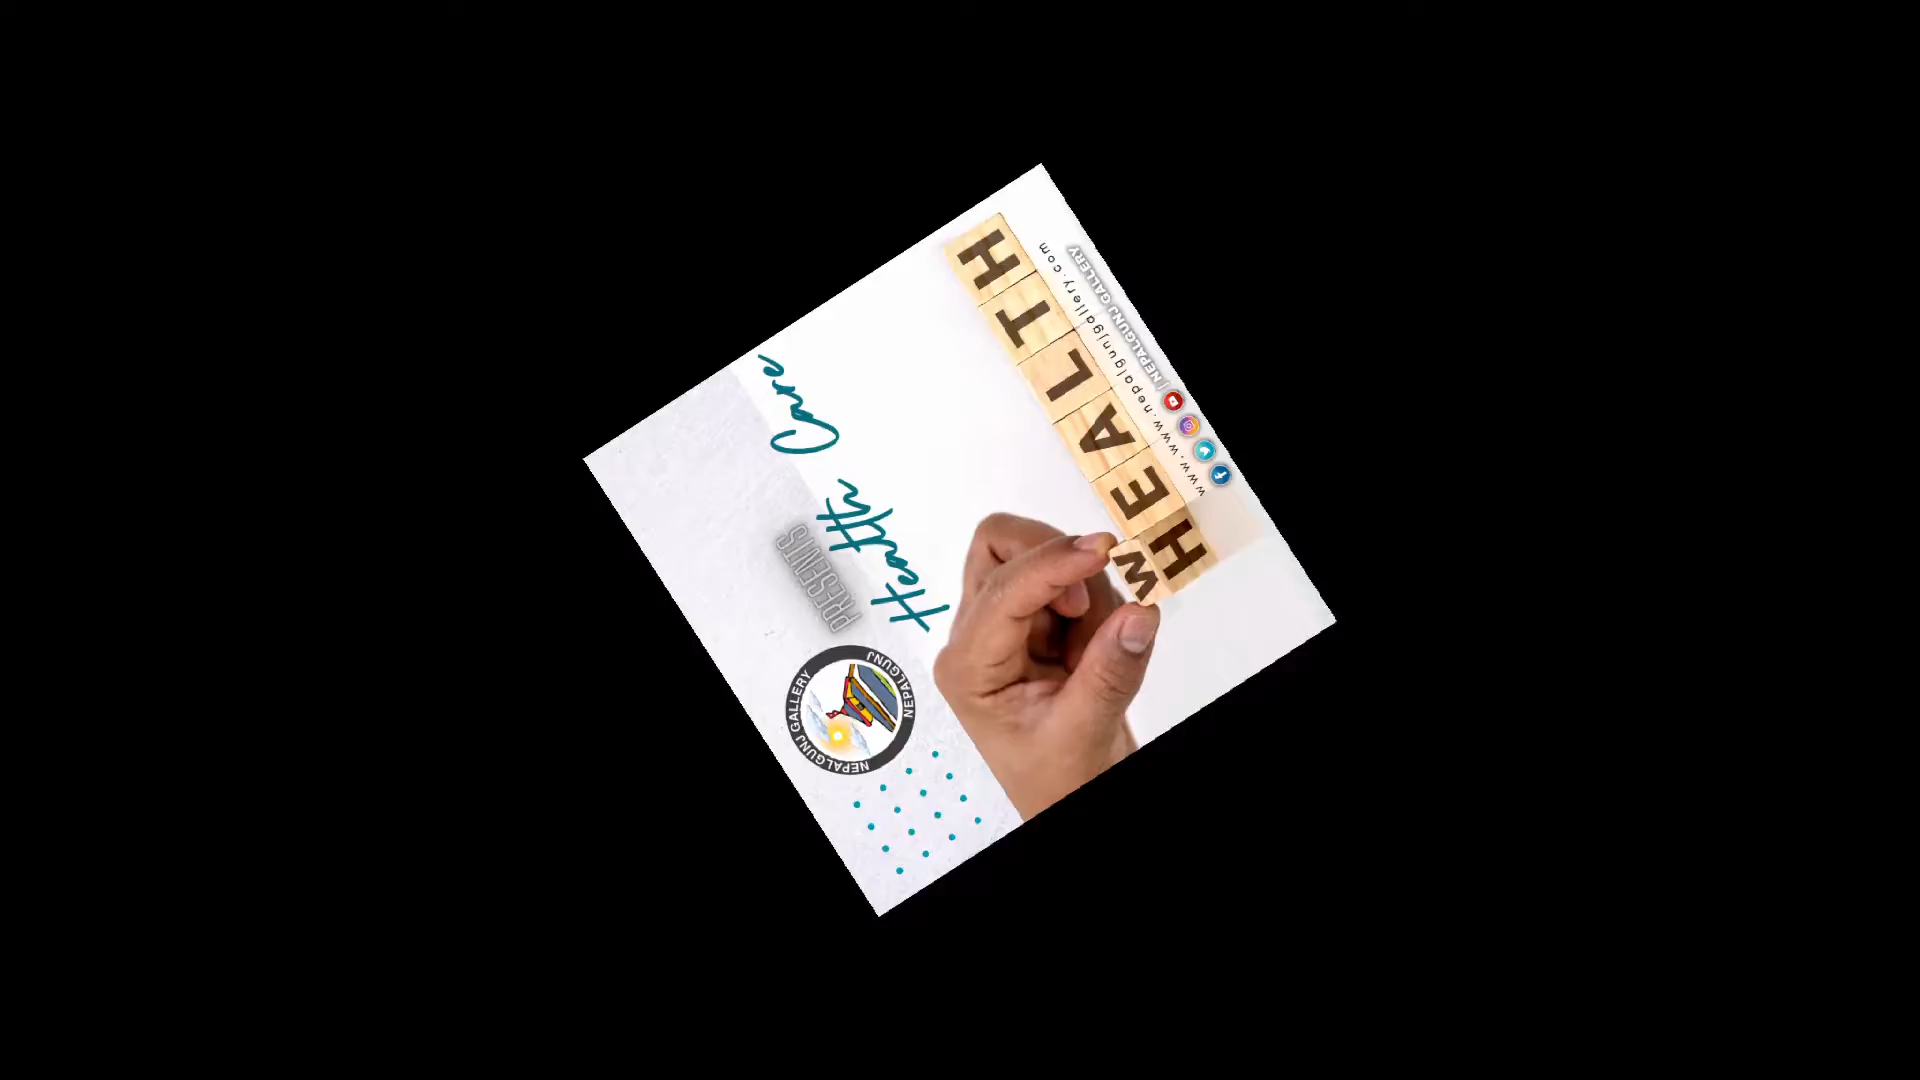 NEPALGUNJ GALLERY
NEPALGUNJ
PRESENTS
Health Care
W
HEALTH
www.nepalgunjgallery.com
| NEPALGUNJ GALLERY